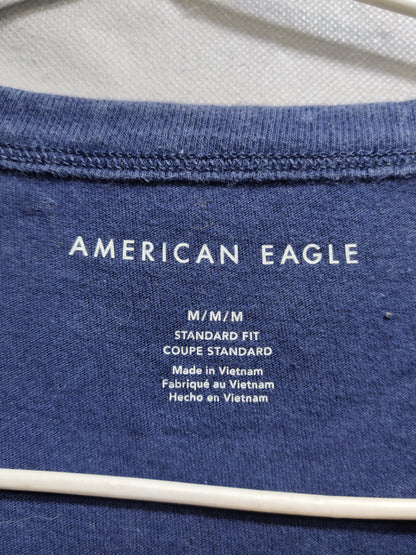 AMERICAN EAGLE
M/M/M
STANDARD FIT
COUPE STANDARD
Made in Vietnam
Fabriqué au Vietnam
Hecho en Vietnam